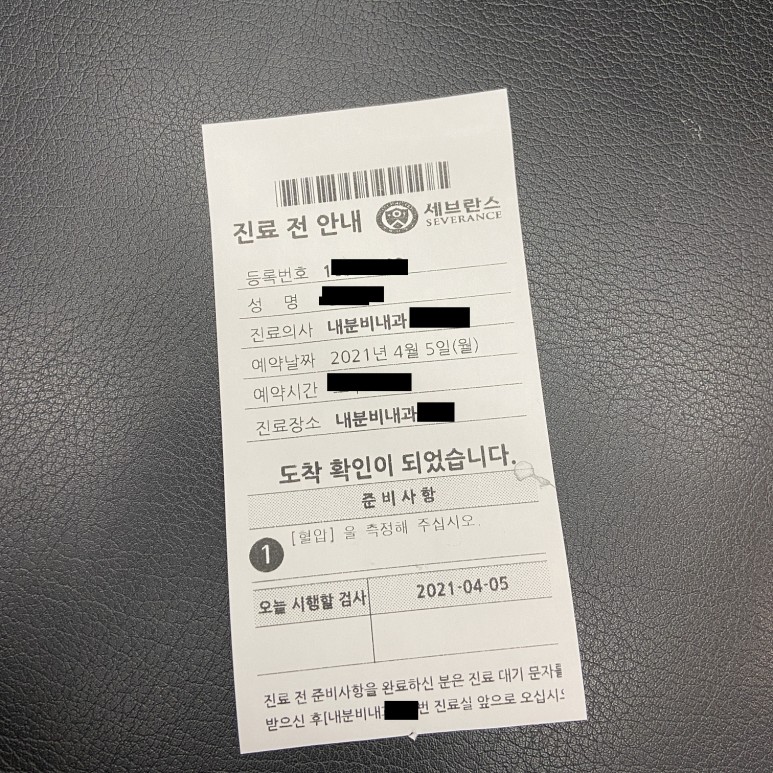 진료 전 안내
세브란스
SEVERANCE
등록번호 1
성 명
진료의사 내분비내과
예약날짜 2021년 4월 5일(월)
예약시간
진료장소 내분비내과
도착 확인이 되었습니다.
준비사항
1 [혈압] 을 측정해 주십시오.
오늘 시행할 검사 2021-04-05
진료 전 준비사항을 완료하신 분은 진료 대기 문자를
받으신 후[내분비내 번 진료실 앞으로 오십시